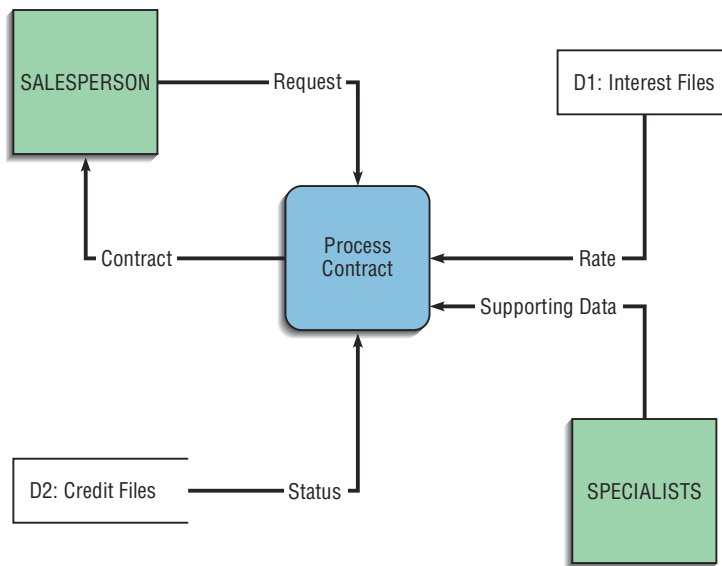 SALESPERSON
Request
D1: Interest Files
Process
Contract
Contract
Rate
Supporting Data
D2: Credit Files
Status
SPECIALISTS